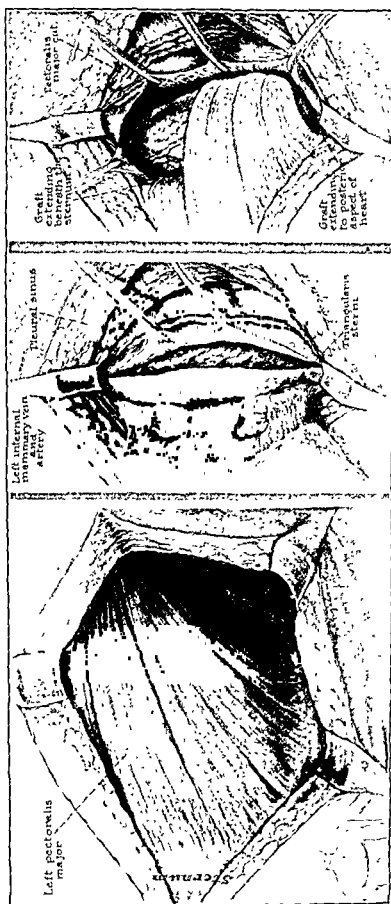 Left pectoralis
major
Sternum
Left internal
mammary vein
and
artery
Pleural sinus
Triangularis
sterni
Graft
extending
beneath the
sternum
Pectoralis
major cut
Graft
extending
to posterior
aspect of
heart